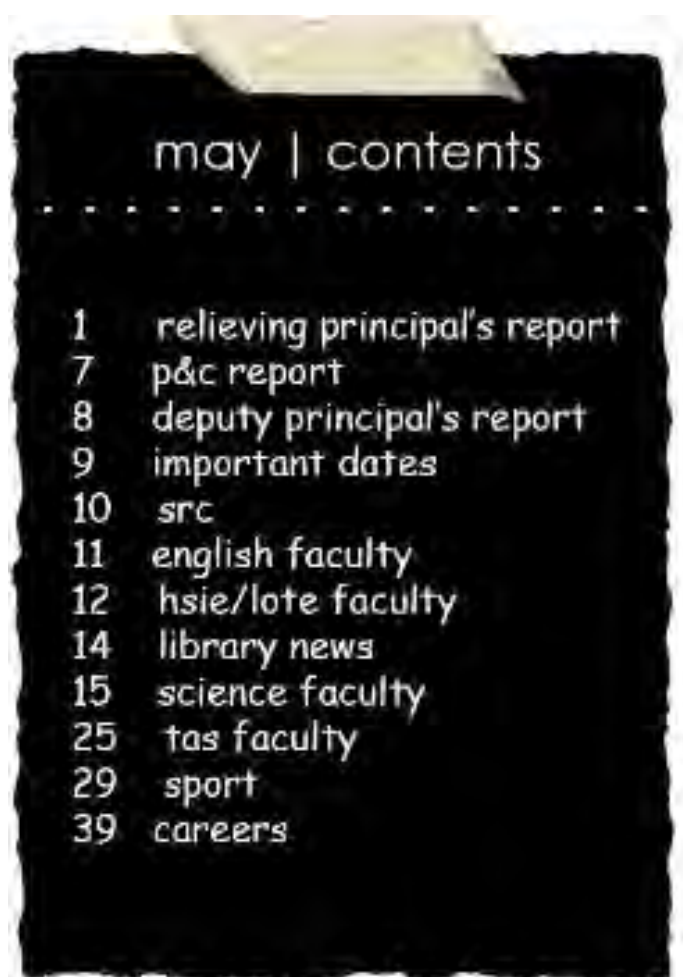 may | contents
1 relieving principal's report
7 p&c report
8 deputy principal's report
9 important dates
10 src
11 english faculty
12 hsie/lote faculty
14 library news
15 science faculty
25 tas faculty
29 sport
39 careers